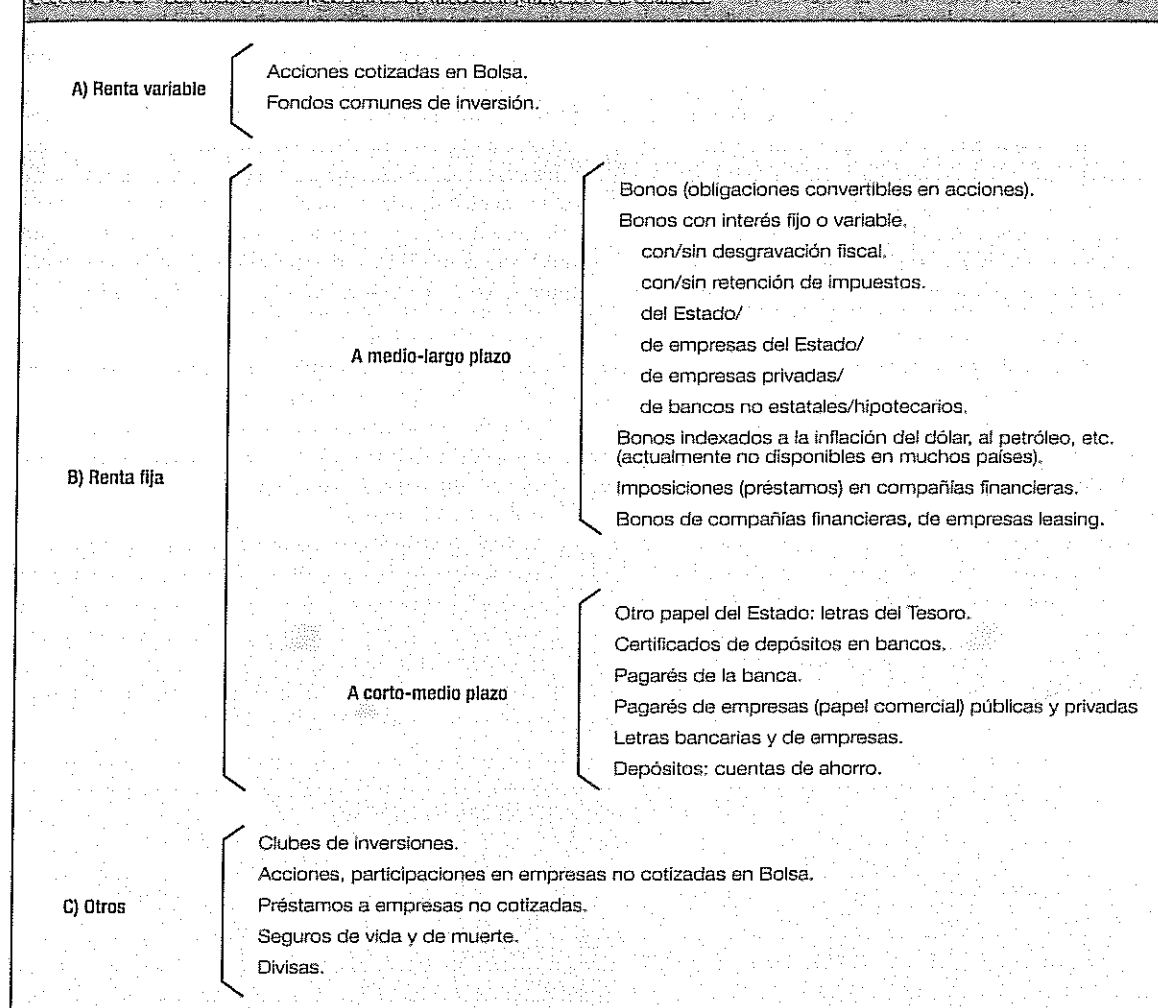 A) Renta variable
Acciones cotizadas en Bolsa.
Fondos comunes de inversión.
B) Renta fija
A medio-largo plazo
Bonos (obligaciones convertibles en acciones).
Bonos con interés fijo o variable.
con/sin desgravación fiscal.
con/sin retención de impuestos.
del Estado/
de empresas del Estado/
de empresas privadas/
de bancos no estatales/hipotecarios.
Bonos indexados a la inflación del dólar, al petróleo, etc.
(actualmente no disponibles en muchos países).
Imposiciones (préstamos) en compañías financieras.
Bonos de compañías financieras, de empresas leasing.
A corto-medio plazo
Otro papel del Estado: letras del Tesoro.
Certificados de depósitos en bancos.
Pagarés de la banca.
Pagarés de empresas (papel comercial) públicas y privadas
Letras bancarias y de empresas.
Depósitos: cuentas de ahorro.
C) Otros
Clubes de inversiones.
Acciones, participaciones en empresas no cotizadas en Bolsa.
Préstamos a empresas no cotizadas.
Seguros de vida y de muerte.
Divisas.